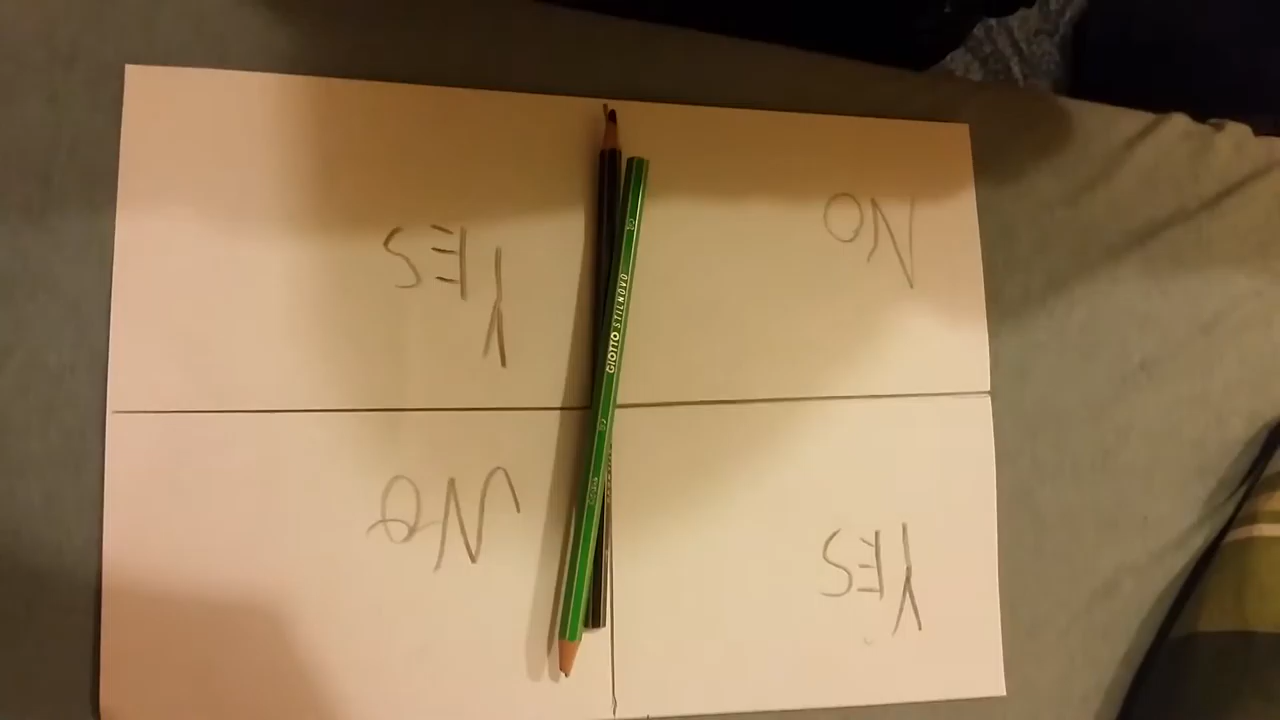 YES
No
GIOTTO STILNOVO
NO
YES